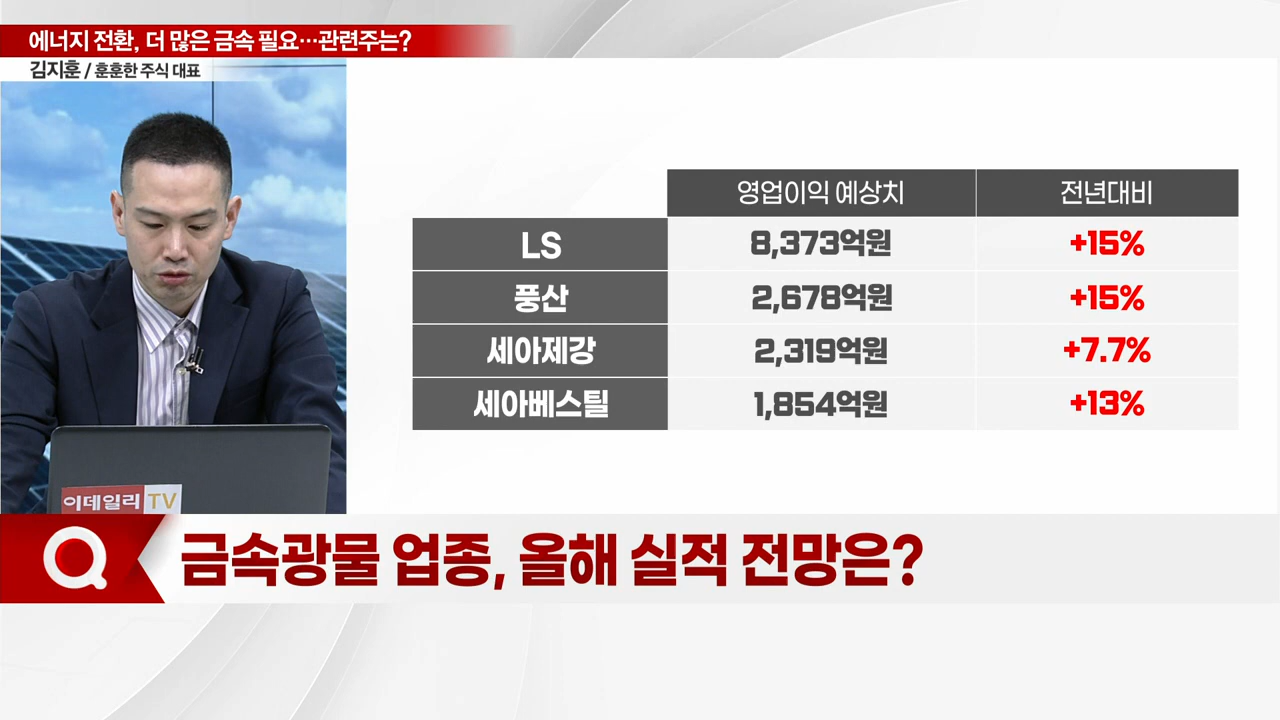 에너지 전환, 더 많은 금속 필요…관련주는?
김지훈 / 훈훈한 주식 대표
영업이익 예상치 전년대비
LS 8,373억원 +15%
풍산 2,678억원 +15%
세아제강 2,319억원 +7.7%
세아베스틸 1,854억원 +13%
이데일리 TV
Q 금속광물 업종, 올해 실적 전망은?